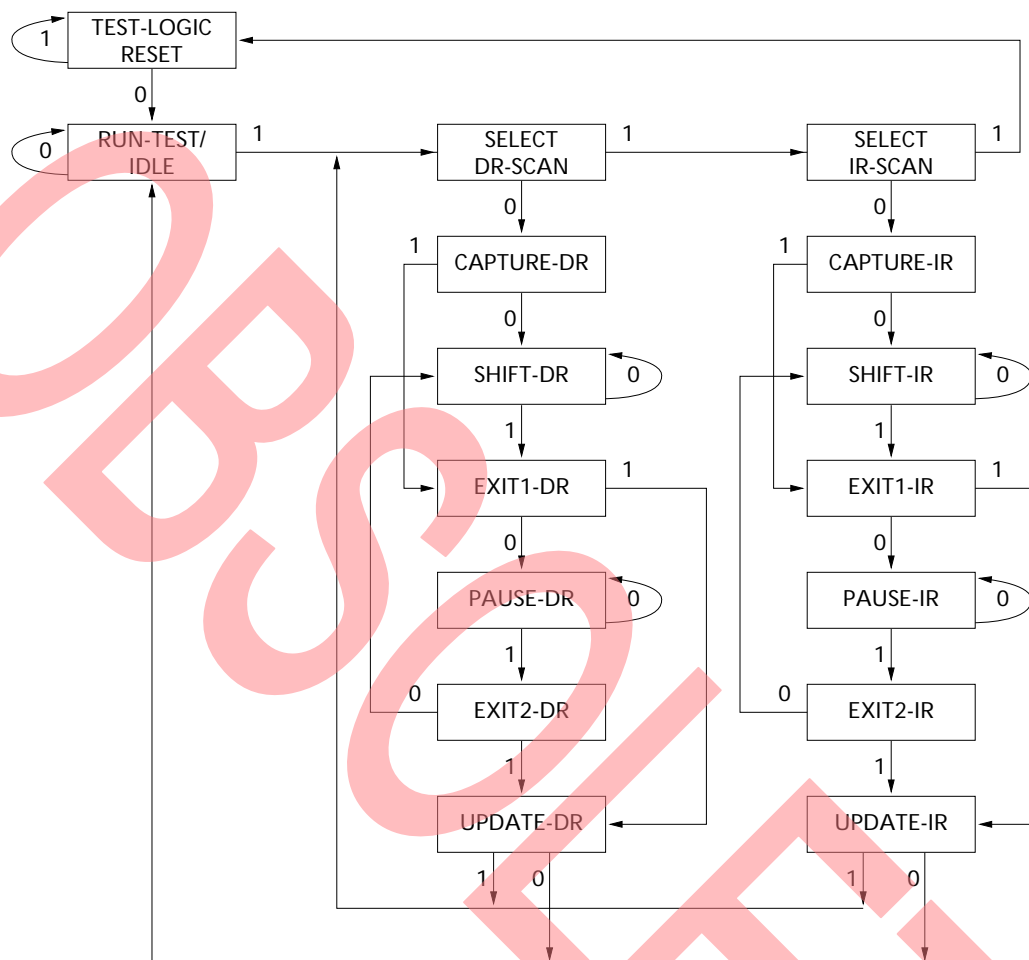 TEST-LOGIC
RESET
1
0
RUN-TEST/
IDLE
0
1
SELECT
DR-SCAN
1
SELECT
IR-SCAN
1
0
0
1
CAPTURE-DR
1
CAPTURE-IR
0
0
SHIFT-DR
0
SHIFT-IR
0
1
1
EXIT1-DR
1
EXIT1-IR
1
0
0
PAUSE-DR
0
PAUSE-IR
0
1
1
0
EXIT2-DR
0
EXIT2-IR
1
1
UPDATE-DR
UPDATE-IR
1
0
1
0
OBSOLET